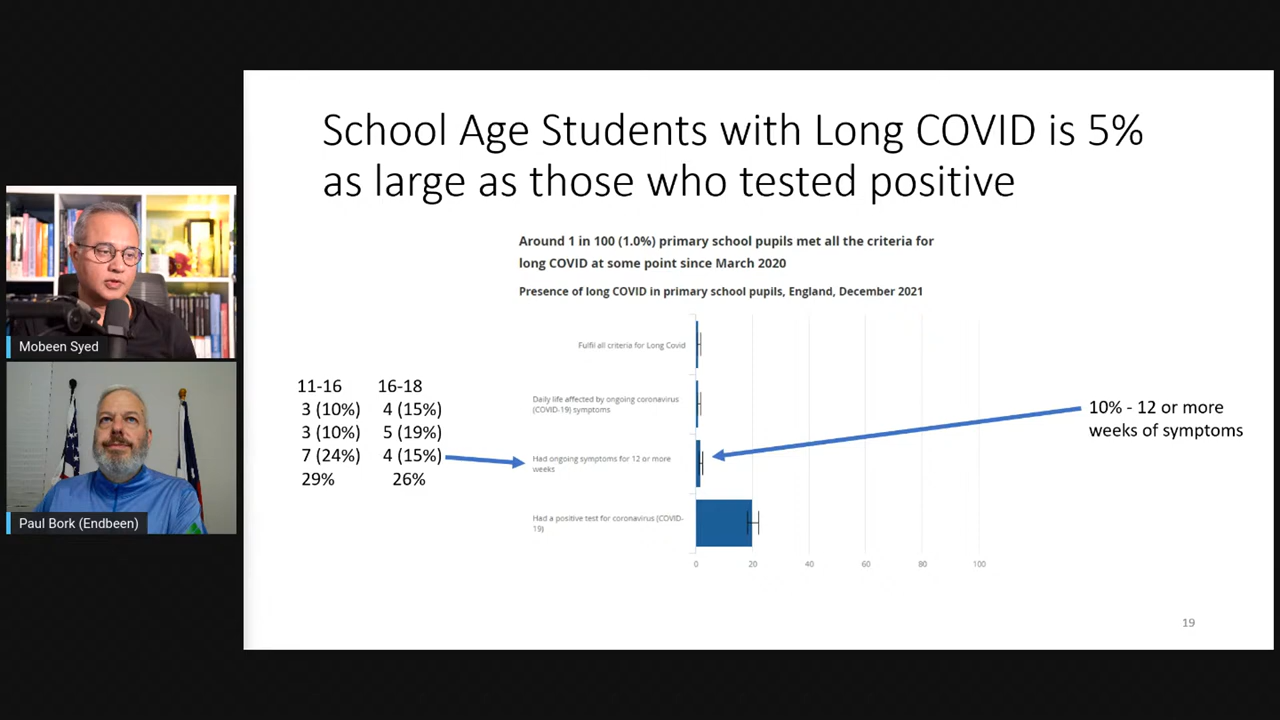 School Age Students with Long COVID is 5%
as large as those who tested positive
Around 1 in 100 (1.0%) primary school pupils met all the criteria for
long COVID at some point since March 2020
Presence of long COVID in primary school pupils, England, December 2021
Fulfil all criteria for Long Covid
Daily life affected by ongoing coronavirus
(COVID-19) symptoms
Had ongoing symptoms for 12 or more
weeks
Had a positive test for coronavirus (COVID-
19)
0 20 40 60 80 100
11-16 16-18
3 (10%) 4 (15%)
3 (10%) 5 (19%)
7 (24%) 4 (15%)
29% 26%
10% - 12 or more
weeks of symptoms
19
Mobeen Syed
Paul Bork (Endbeen)